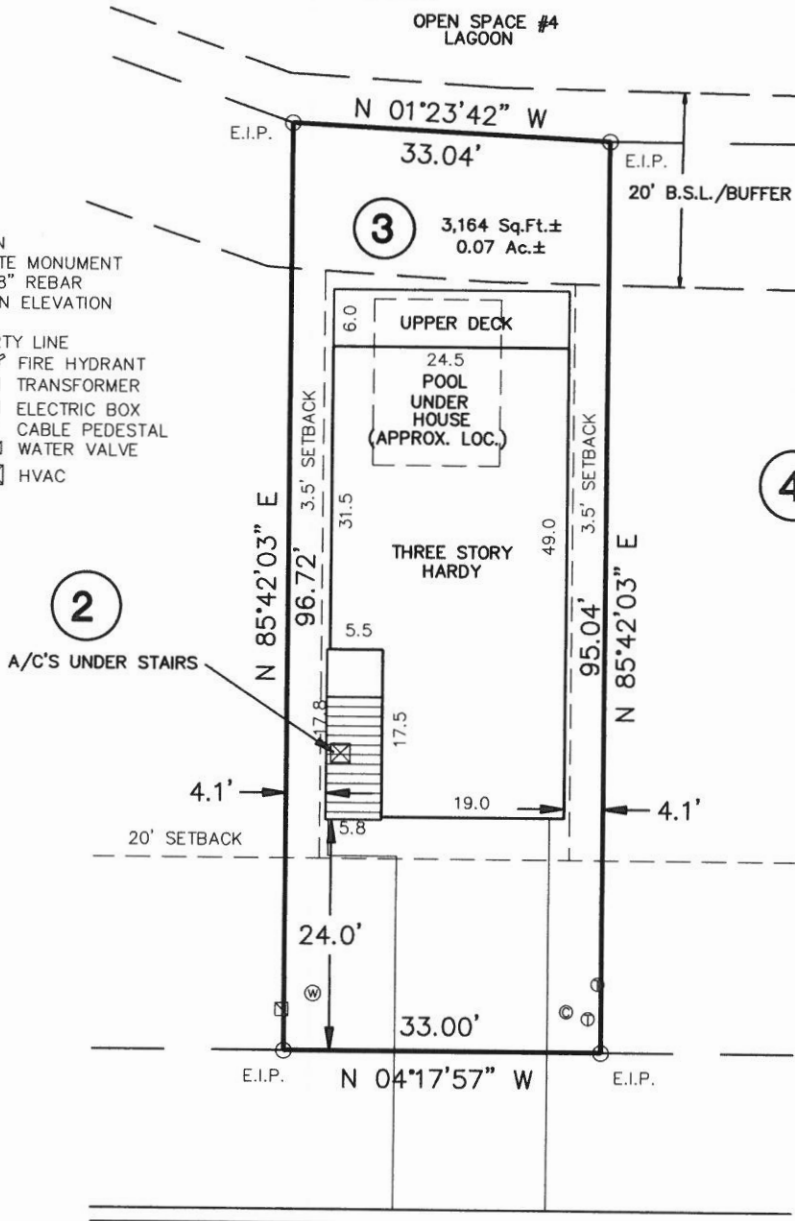 OPEN SPACE #4
LAGOON
N 01°23'42" W
E.I.P.
33.04'
E.I.P.
20' B.S.L./BUFFER
3
3,164 Sq.Ft.±
0.07 Ac.±
N
TE MONUMENT
8" REBAR
N ELEVATION
RTY LINE
FIRE HYDRANT
TRANSFORMER
ELECTRIC BOX
CABLE PEDESTAL
WATER VALVE
HVAC
6.0
UPPER DECK
24.5
POOL
UNDER
HOUSE
(APPROX. LOC.)
3.5' SETBACK
31.5
49.0
3.5' SETBACK
4
THREE STORY
HARDY
N 85°42'03" E
96.72'
95.04'
N 85°42'03" E
2
A/C'S UNDER STAIRS
5.5
17.8
17.5
4.1'
19.0
4.1'
5.8
20' SETBACK
24.0'
W
C
T
33.00'
E.I.P.
N 04°17'57" W
E.I.P.